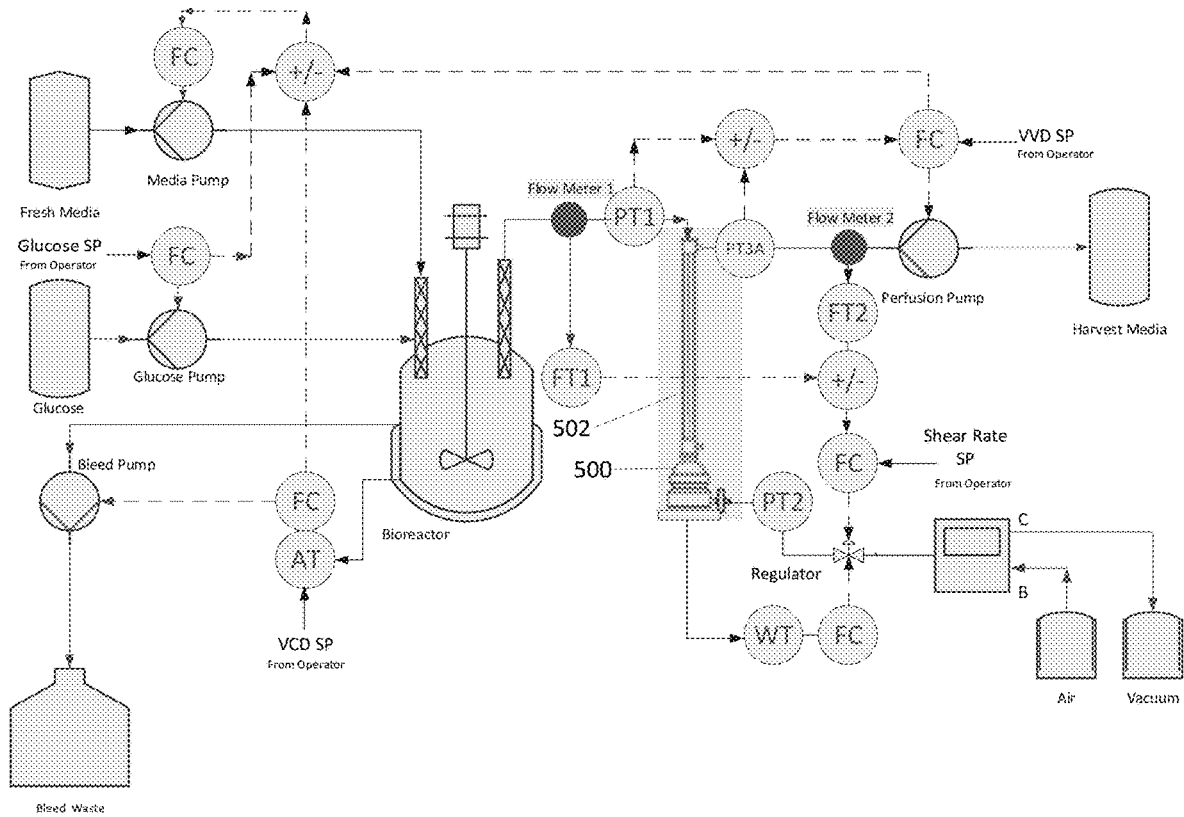 FC
+/-
Fresh Media
Media Pump
Glucose SP
From Operator
FC
Glucose Pump
Glucose
Flow Meter 1
PT1
+/-
FC
VVD SP
From Operator
PT3A
Flow Meter 2
Perfusion Pump
Harvest Media
FT2
FT1
+/-
502
500
FC
Shear Rate
SP
From Operator
Bleed Pump
FC
AT
Bioreactor
VCD SP
From Operator
PT2
Regulator
C
B
WT
FC
Air
Vacuum
Bleed Waste